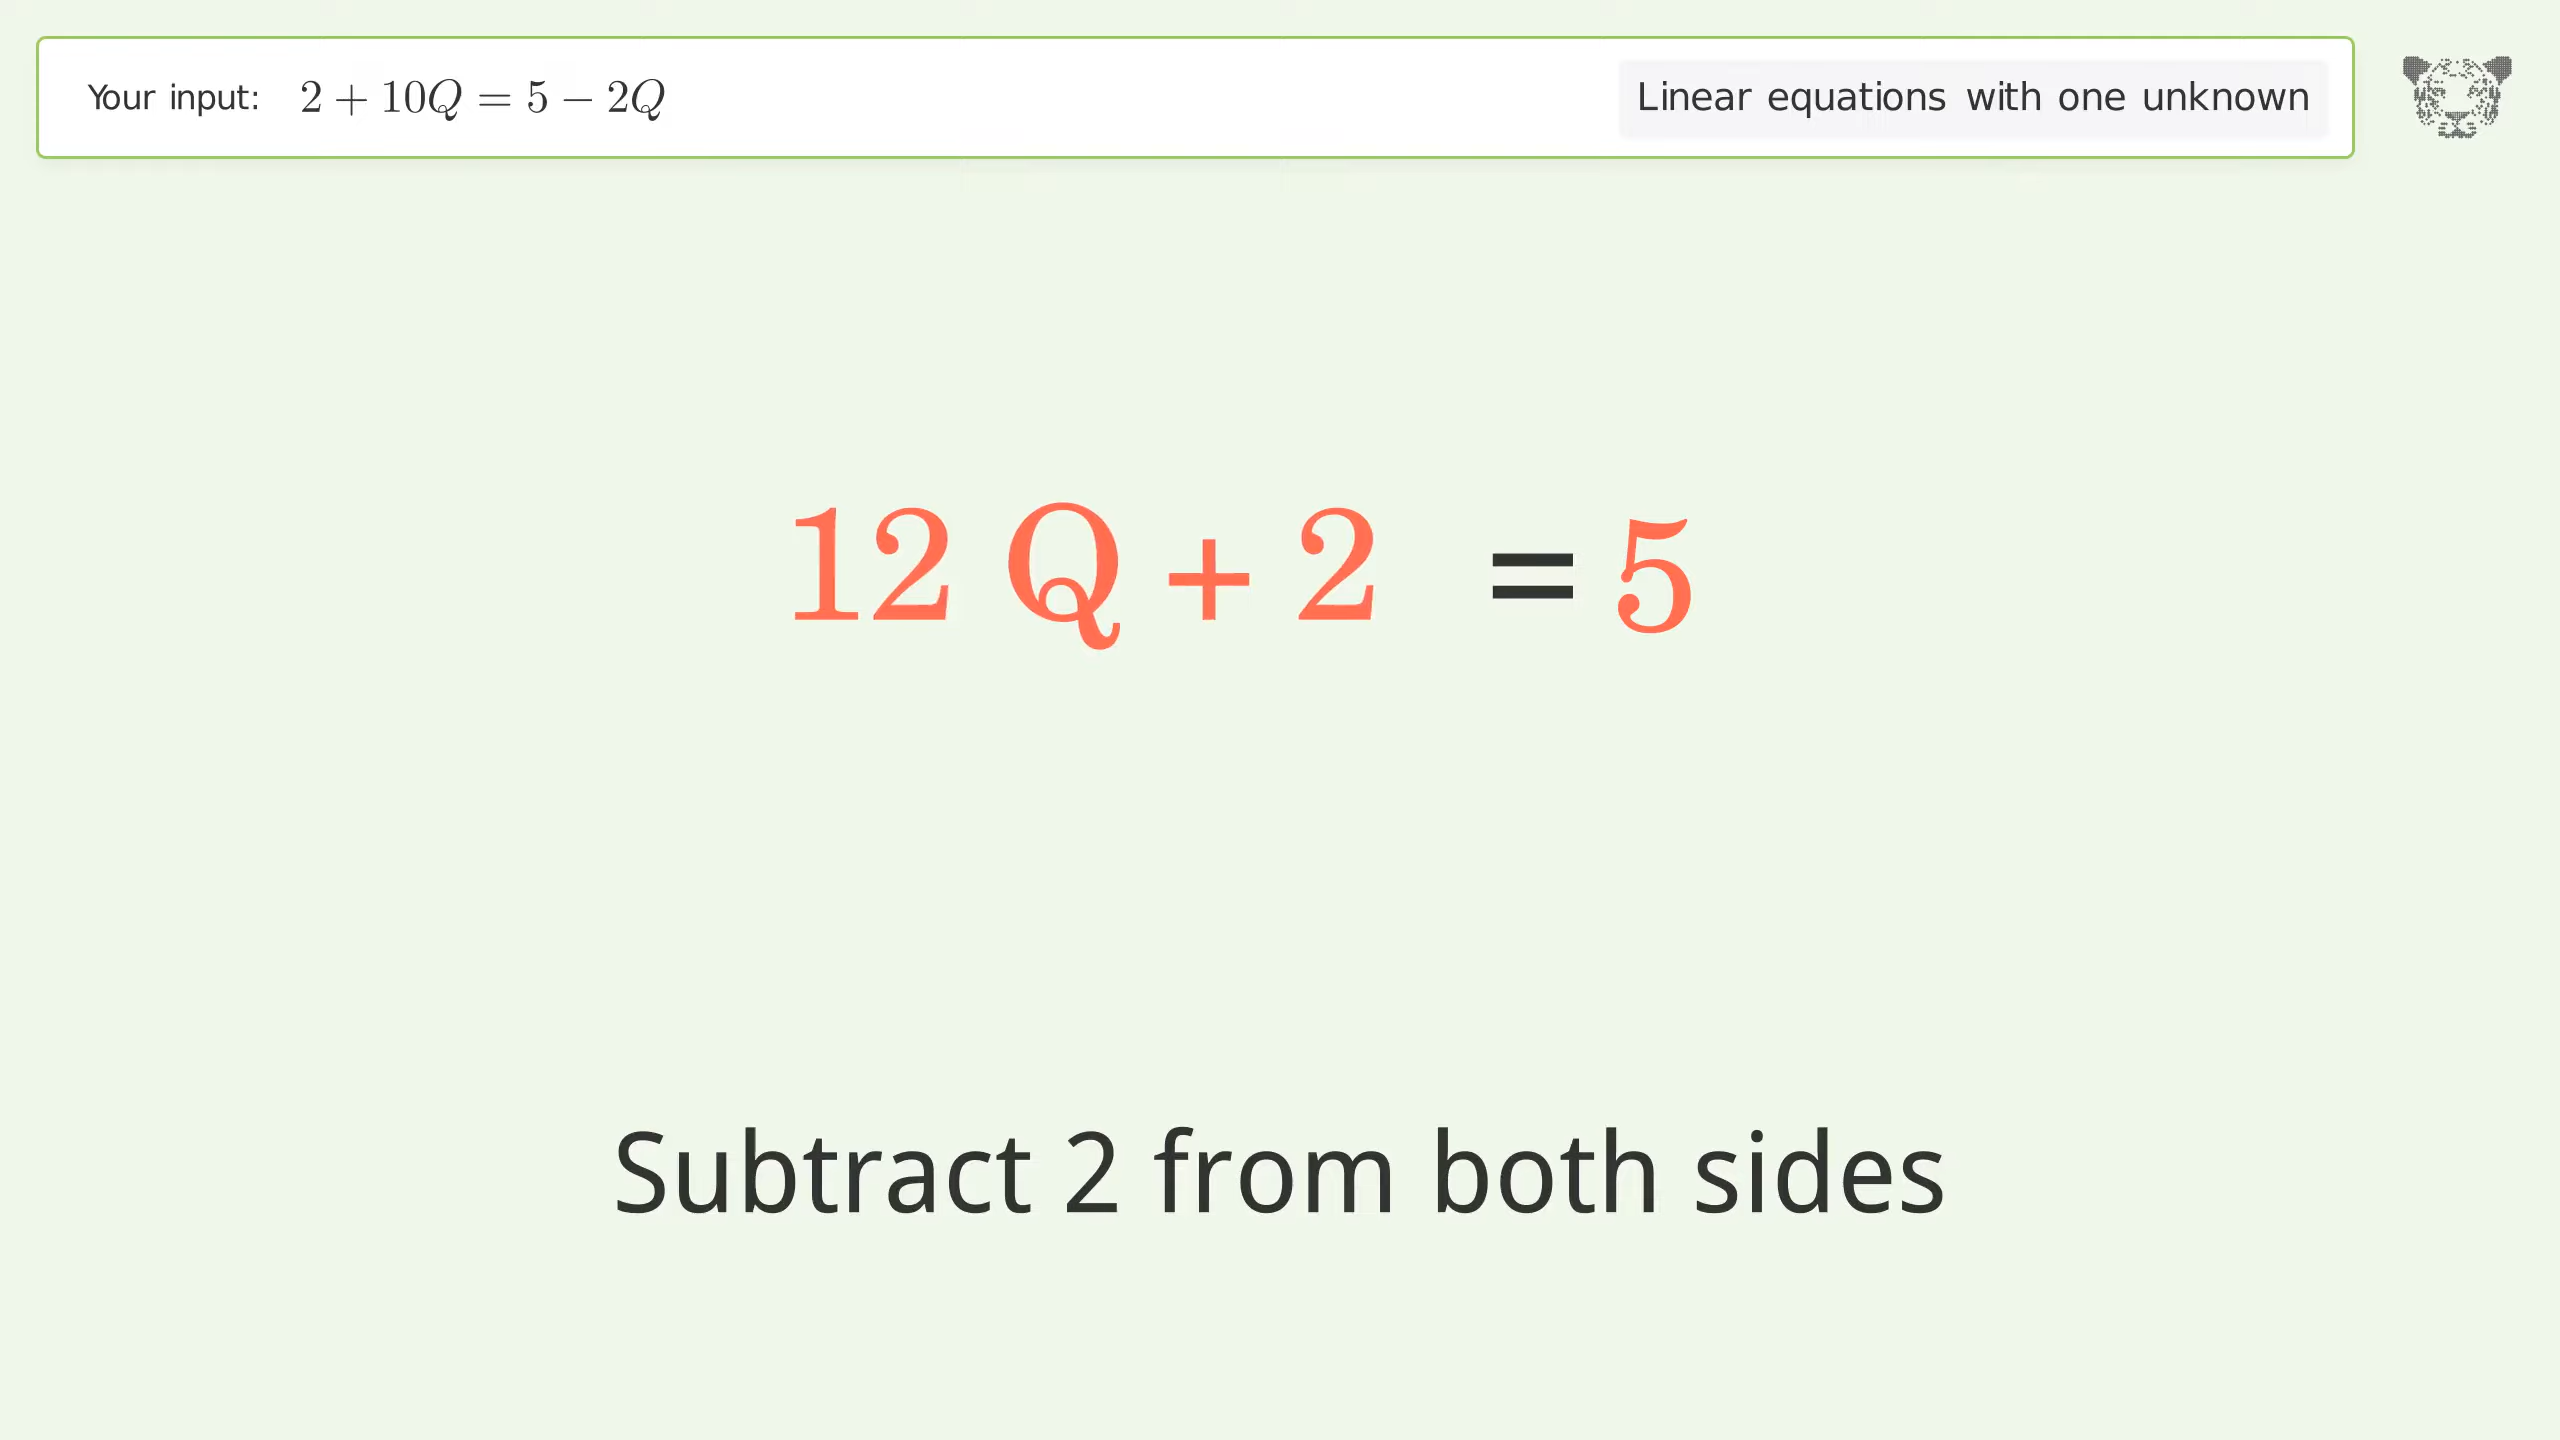 Your input: 2 + 10Q = 5 − 2Q Linear equations with one unknown
12 Q + 2 = 5
Subtract 2 from both sides